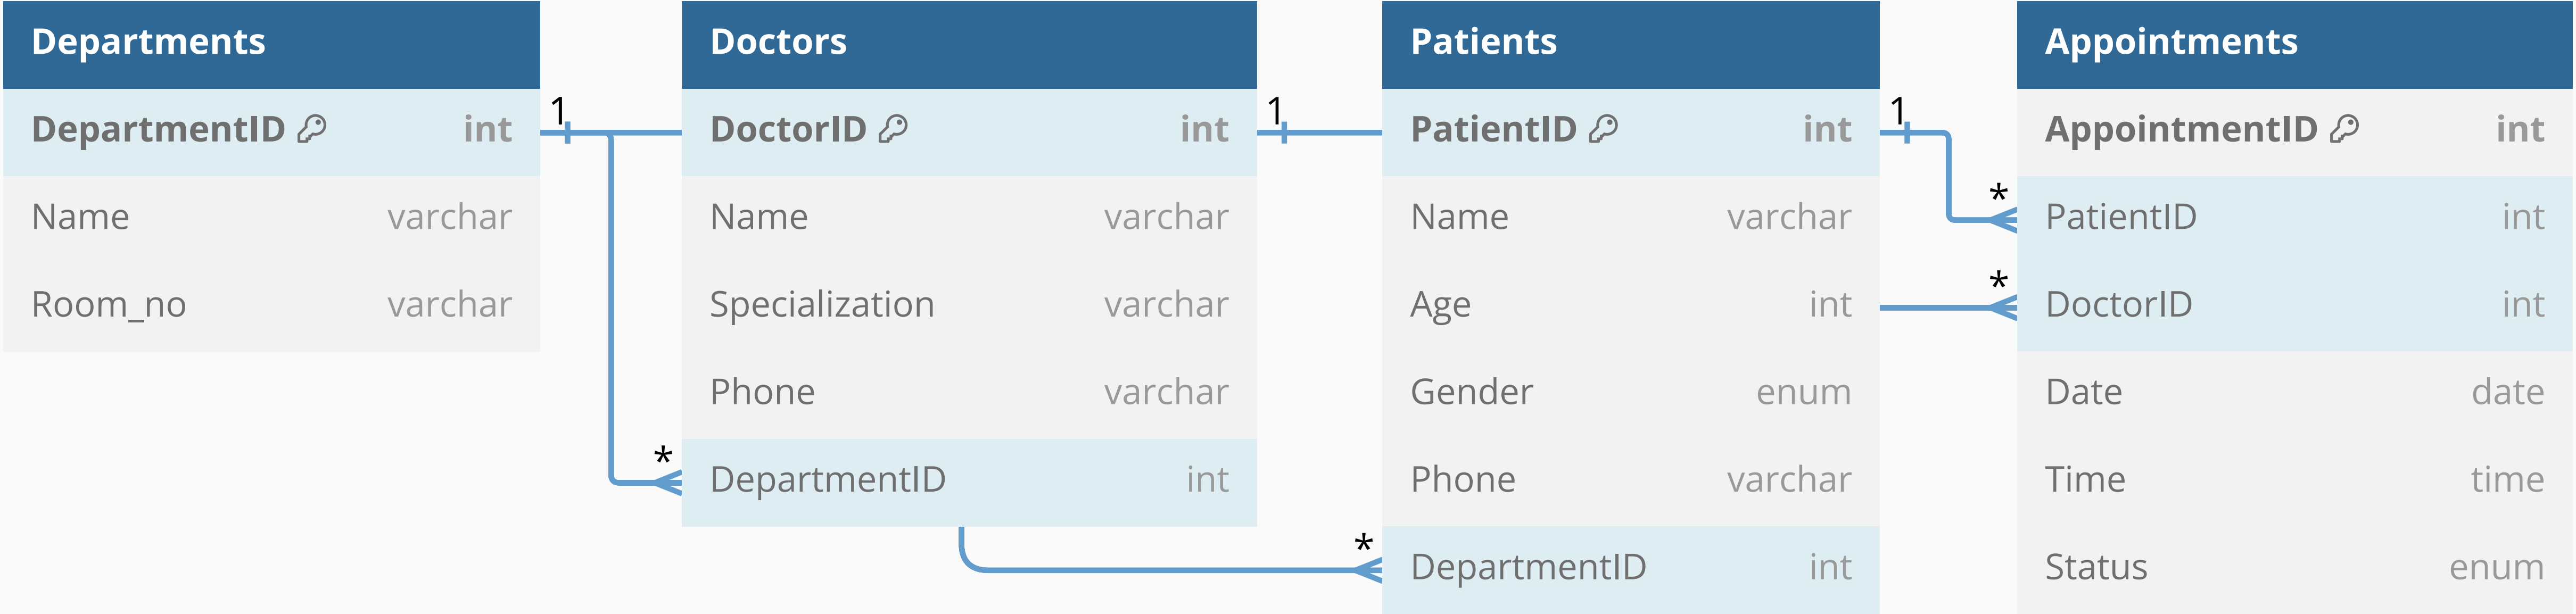 Departments
DepartmentID int
Name varchar
Room_no varchar
1
*
Doctors
DoctorID int
Name varchar
Specialization varchar
Phone varchar
DepartmentID int
1
*
Patients
PatientID int
Name varchar
Age int
Gender enum
Phone varchar
DepartmentID int
1
*
*
Appointments
AppointmentID int
PatientID int
DoctorID int
Date date
Time time
Status enum